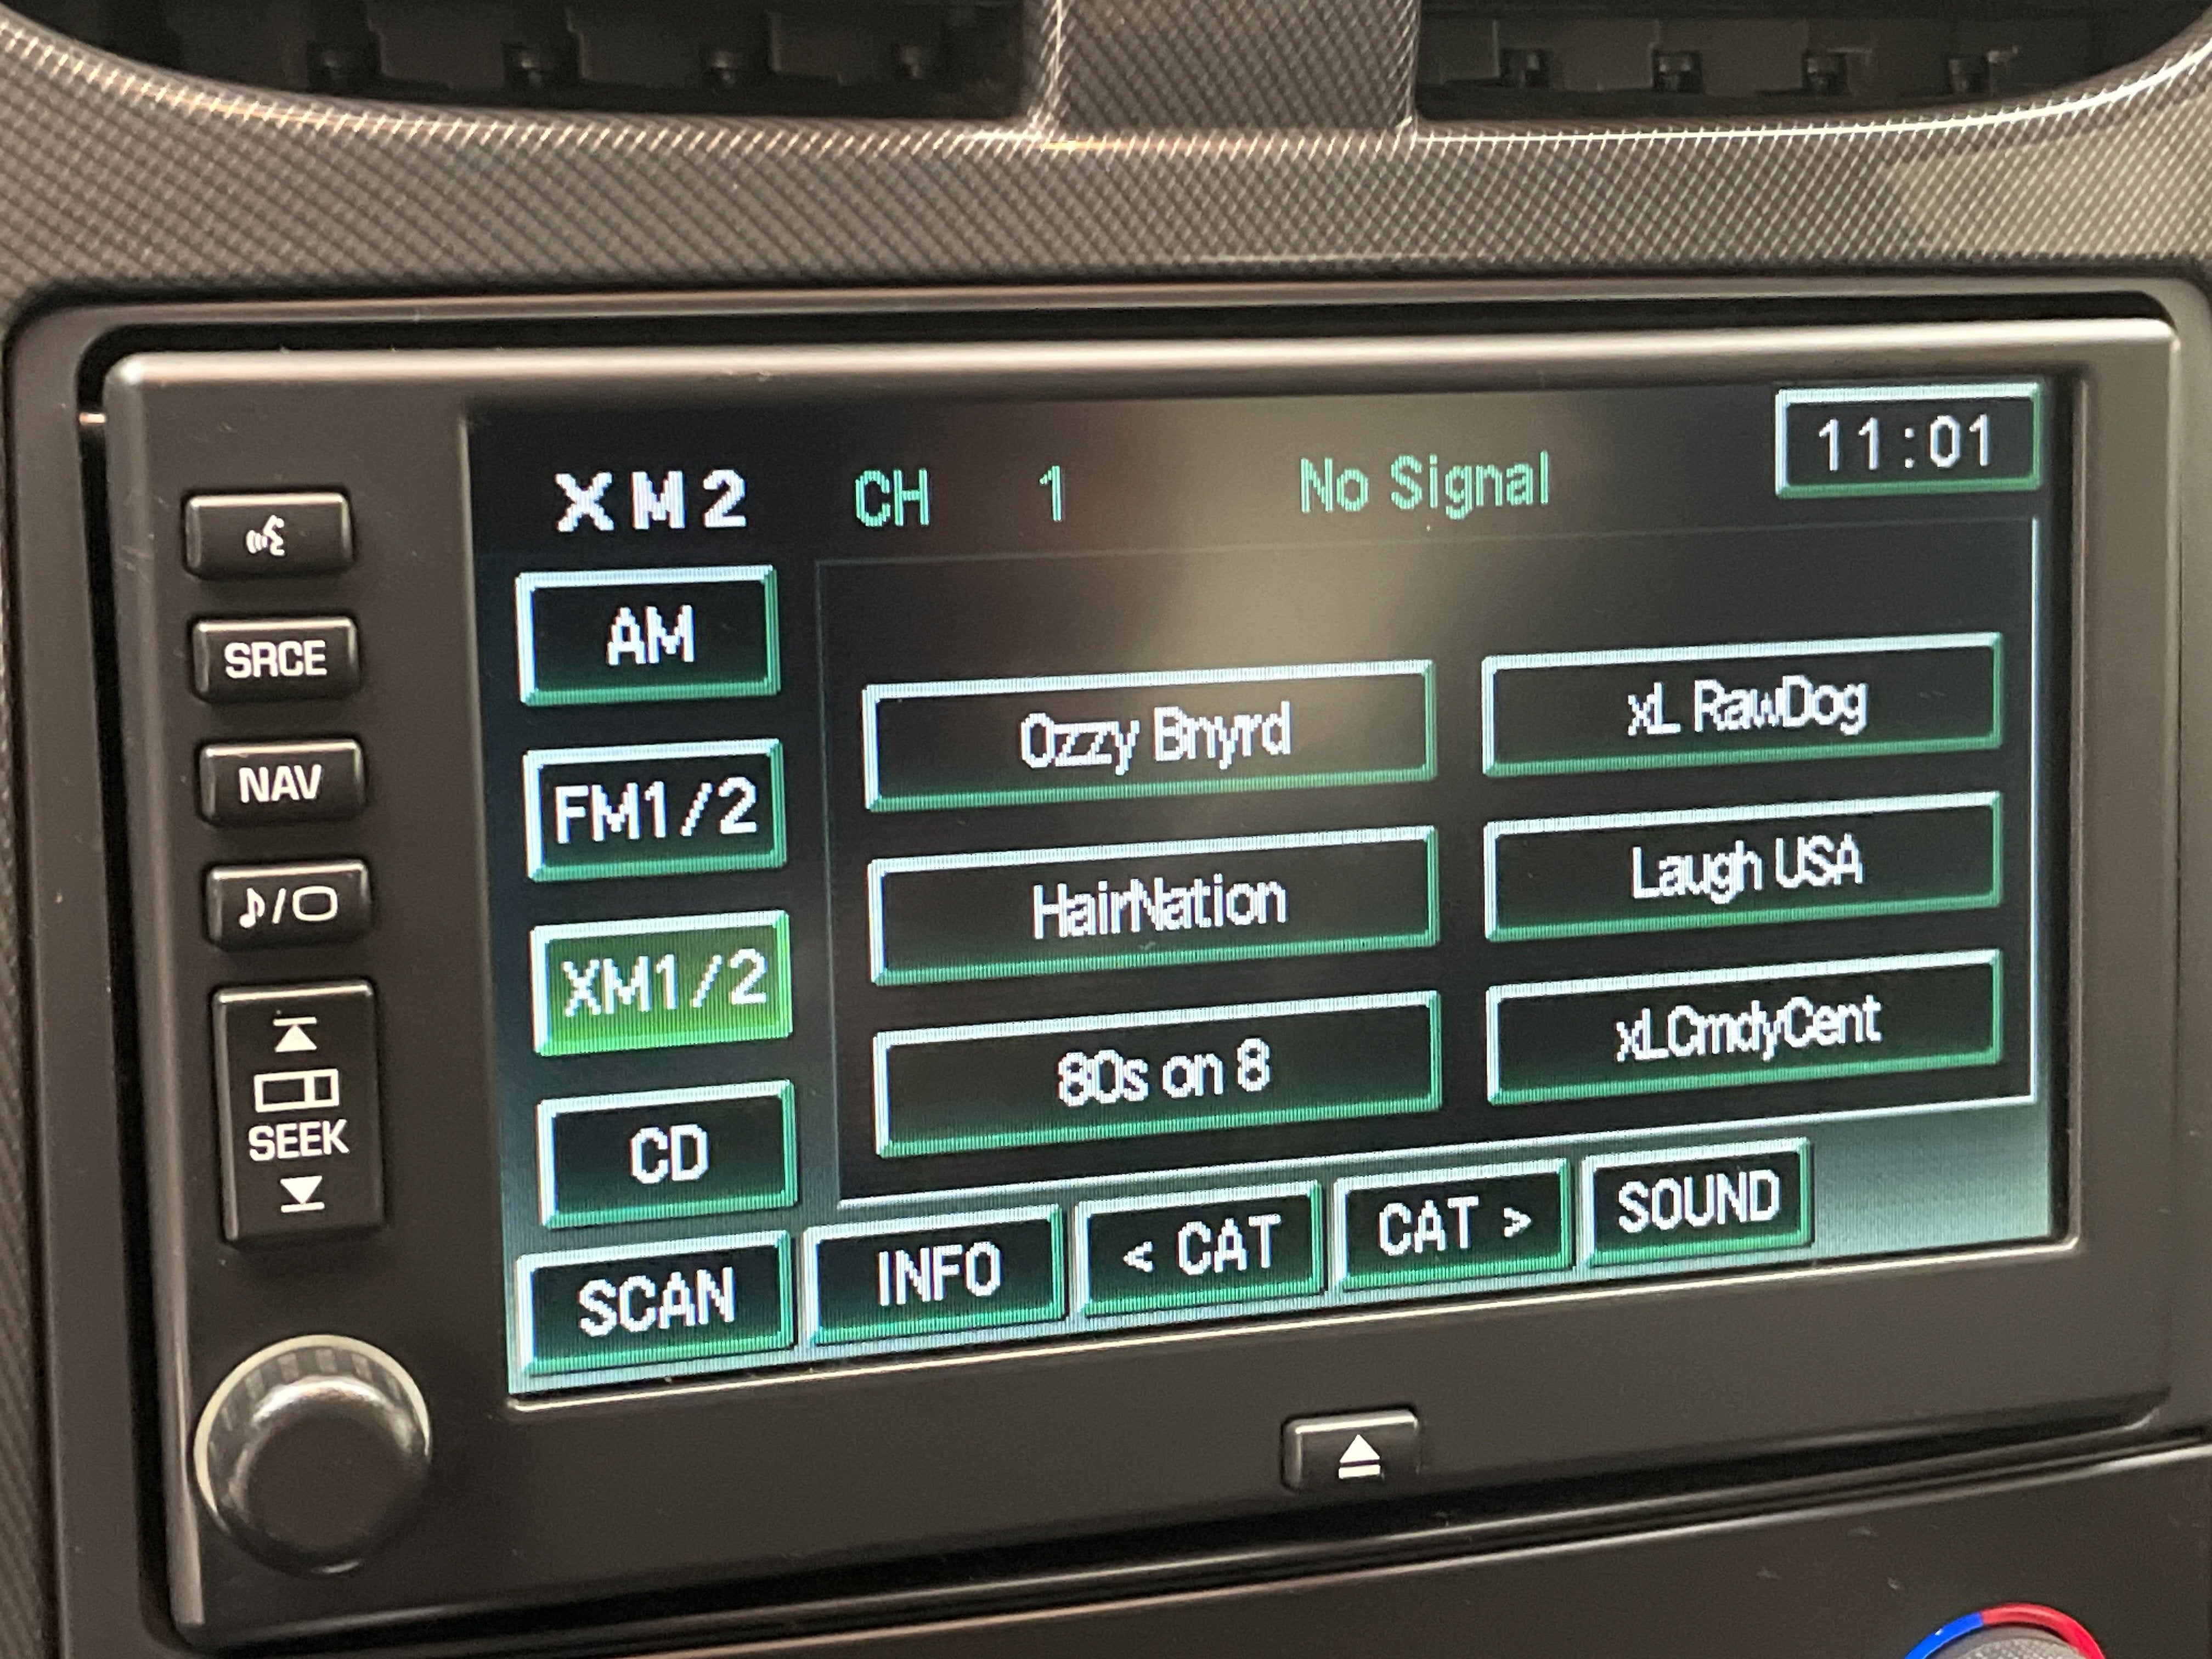 XM2 CH 1 No Signal 11:01
SRCE
NAV
SEEK
AM
FM1/2
XM1/2
CD
Ozzy Bnyrd
xL RawDog
HairNation
Laugh USA
80s on 8
xLCmdyCent
SCAN INFO < CAT CAT > SOUND